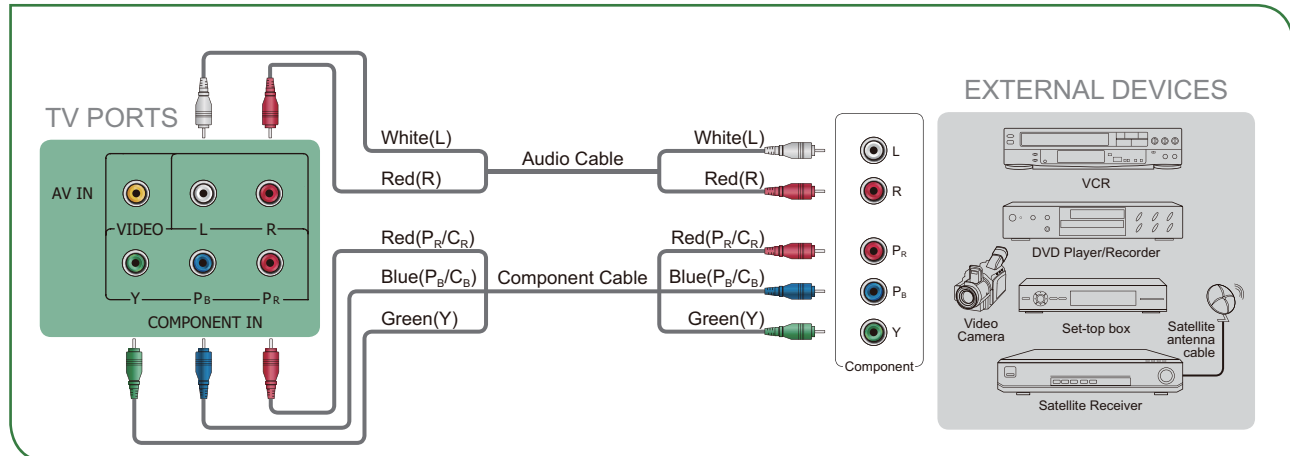 TV PORTS
AV IN
VIDEO
L
R
Y
PB
PR
COMPONENT IN
White(L)
Red(R)
Audio Cable
White(L)
Red(R)
Red(PR/CR)
Blue(PB/CB)
Green(Y)
Component Cable
Red(PR/CR)
Blue(PB/CB)
Green(Y)
L
R
PR
PB
Y
Component
EXTERNAL DEVICES
VCR
DVD Player/Recorder
Video
Camera
Set-top box
Satellite
antenna
cable
Satellite Receiver